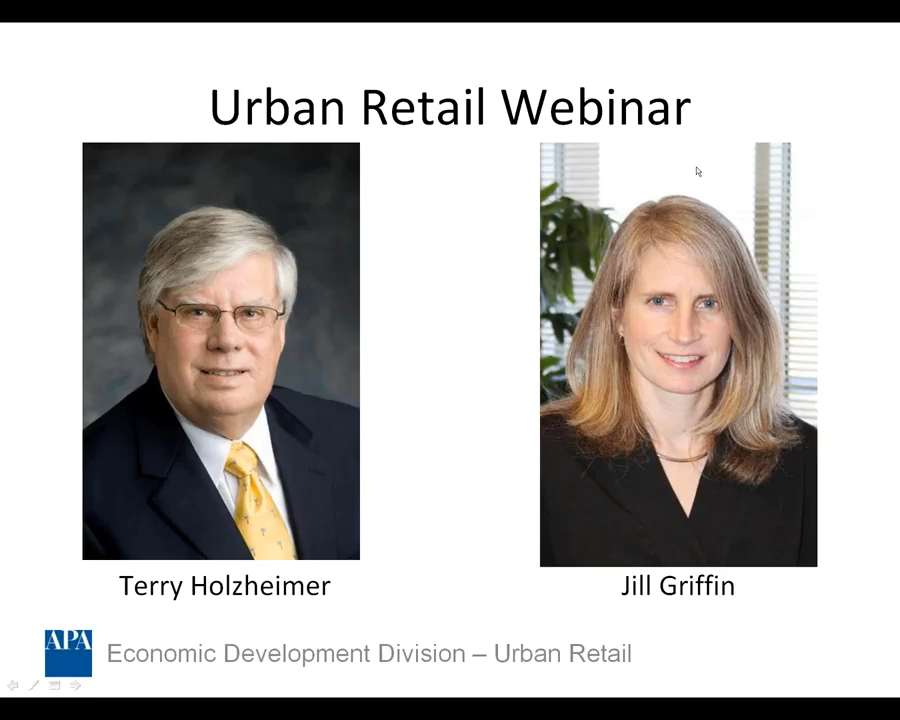 Urban Retail Webinar
Terry Holzheimer
Jill Griffin
APA
Economic Development Division – Urban Retail